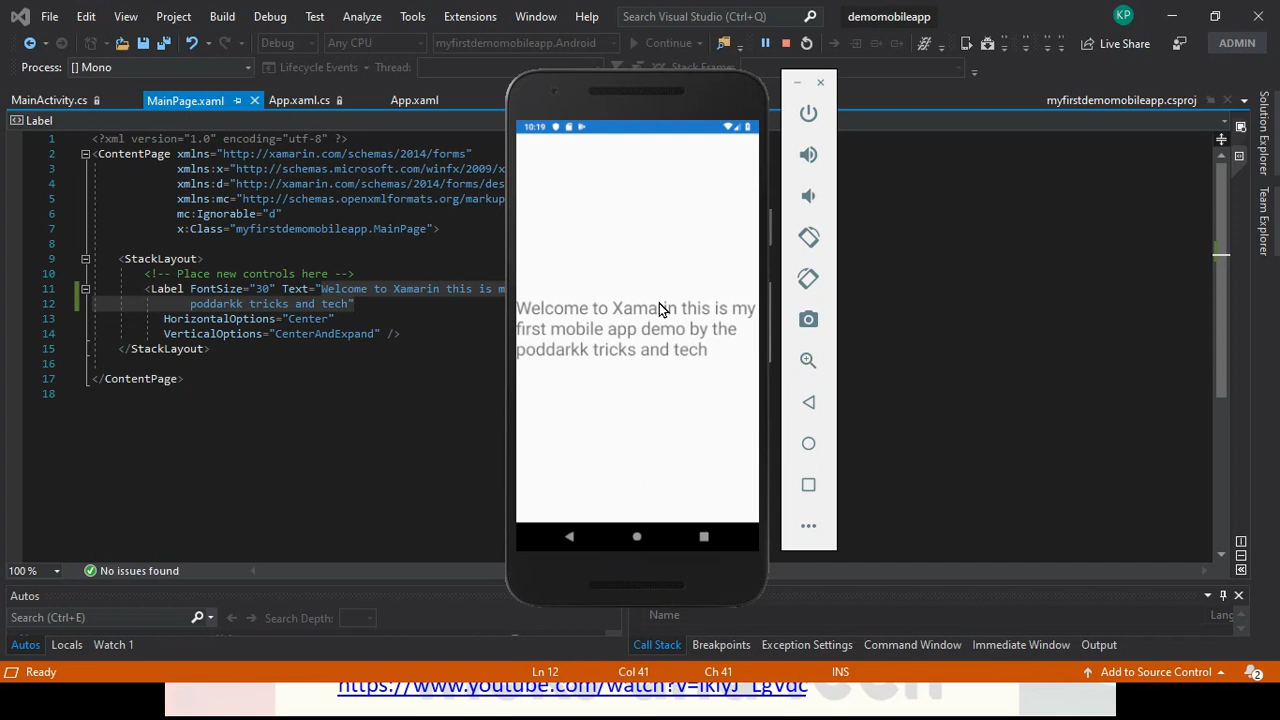 File Edit View Project Build Debug Test Analyze Tools Extensions Window Help Search Visual Studio (Ctrl+Q) demomobileapp KP
Debug Any CPU myfirstdemomobileapp.Android Continue Live Share ADMIN
Process: [] Mono Lifecycle Events Thread: Stack Frame:
MainActivity.cs MainPage.xaml App.xaml.cs App.xaml myfirstdemomobileapp.csproj
Label
1 <?xml version="1.0" encoding="utf-8" ?>
2 <ContentPage xmlns="http://xamarin.com/schemas/2014/forms"
3 xmlns:x="http://schemas.microsoft.com/winfx/2009/x
4 xmlns:d="http://xamarin.com/schemas/2014/forms/des
5 xmlns:mc="http://schemas.openxmlformats.org/markup
6 mc:Ignorable="d"
7 x:Class="myfirstdemomobileapp.MainPage">
8
9 <StackLayout>
10 <!-- Place new controls here -->
11 <Label FontSize="30" Text="Welcome to Xamarin this is m
12 poddarkk tricks and tech"
13 HorizontalOptions="Center"
14 VerticalOptions="CenterAndExpand" />
15 </StackLayout>
16
17 </ContentPage>
18
10:19
Welcome to Xamarin this is my
first mobile app demo by the
poddarkk tricks and tech
Solution Explorer
Team Explorer
100 % No issues found
Autos
Search (Ctrl+E) Search Depth: Name Lang
Autos Locals Watch 1 Call Stack Breakpoints Exception Settings Command Window Immediate Window Output
Ready Ln 12 Col 41 Ch 41 INS Add to Source Control 2